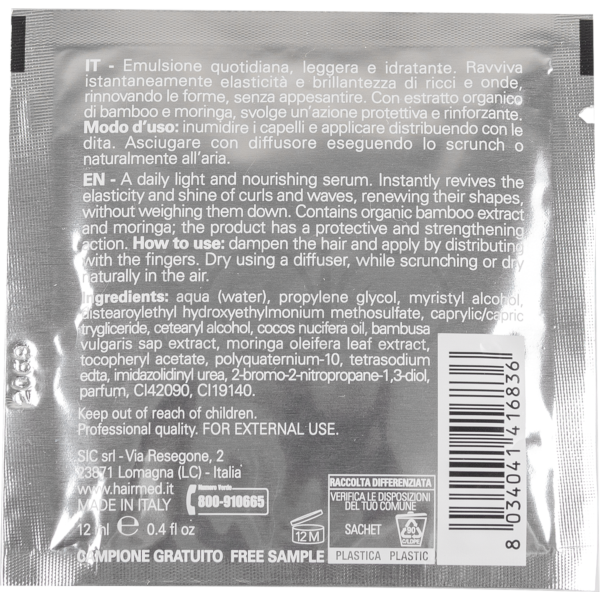 IT - Emulsione quotidiana, leggera e idratante. Ravviva
istantaneamente elasticità e brillantezza di ricci e onde,
rinnovando le forme, senza appesantire. Con estratto organico
di bamboo e moringa, svolge un'azione protettiva e rinforzante.
Modo d'uso: inumidire i capelli e applicare distribuendo con le
dita. Asciugare con diffusore eseguendo lo scrunch o
naturalmente all'aria.
EN - A daily light and nourishing serum. Instantly revives the
elasticity and shine of curls and waves, renewing their shapes,
without weighing them down. Contains organic bamboo extract
and moringa; the product has a protective and strengthening
action. How to use: dampen the hair and apply by distributing
with the fingers. Dry using a diffuser, while scrunching or dry
naturally in the air.
Ingredients: aqua (water), propylene glycol, myristyl alcohol,
distearoylethyl hydroxyethylmonium methosulfate, caprylic/capric
trygliceride, cetearyl alcohol, cocos nucifera oil, bambusa
vulgaris sap extract, moringa oleifera leaf extract,
tocopheryl acetate, polyquaternium-10, tetrasodium
edta, imidazolidinyl urea, 2-bromo-2-nitropropane-1,3-diol,
parfum, CI42090, CI19140.
Keep out of reach of children.
Professional quality. FOR EXTERNAL USE.
SIC srl - Via Resegone, 2
23871 Lomagna (LC) - Italia
www.hairmed.it
MADE IN ITALY
Numero Verde
800-910665
12 ml e 0.4 fl oz
12 M
CAMPIONE GRATUITO FREE SAMPLE
RACCOLTA DIFFERENZIATA
VERIFICA LE DISPOSIZIONI
DEL TUO COMUNE
SACHET
90
C/LDPE
PLASTICA PLASTIC
8 034041 416836